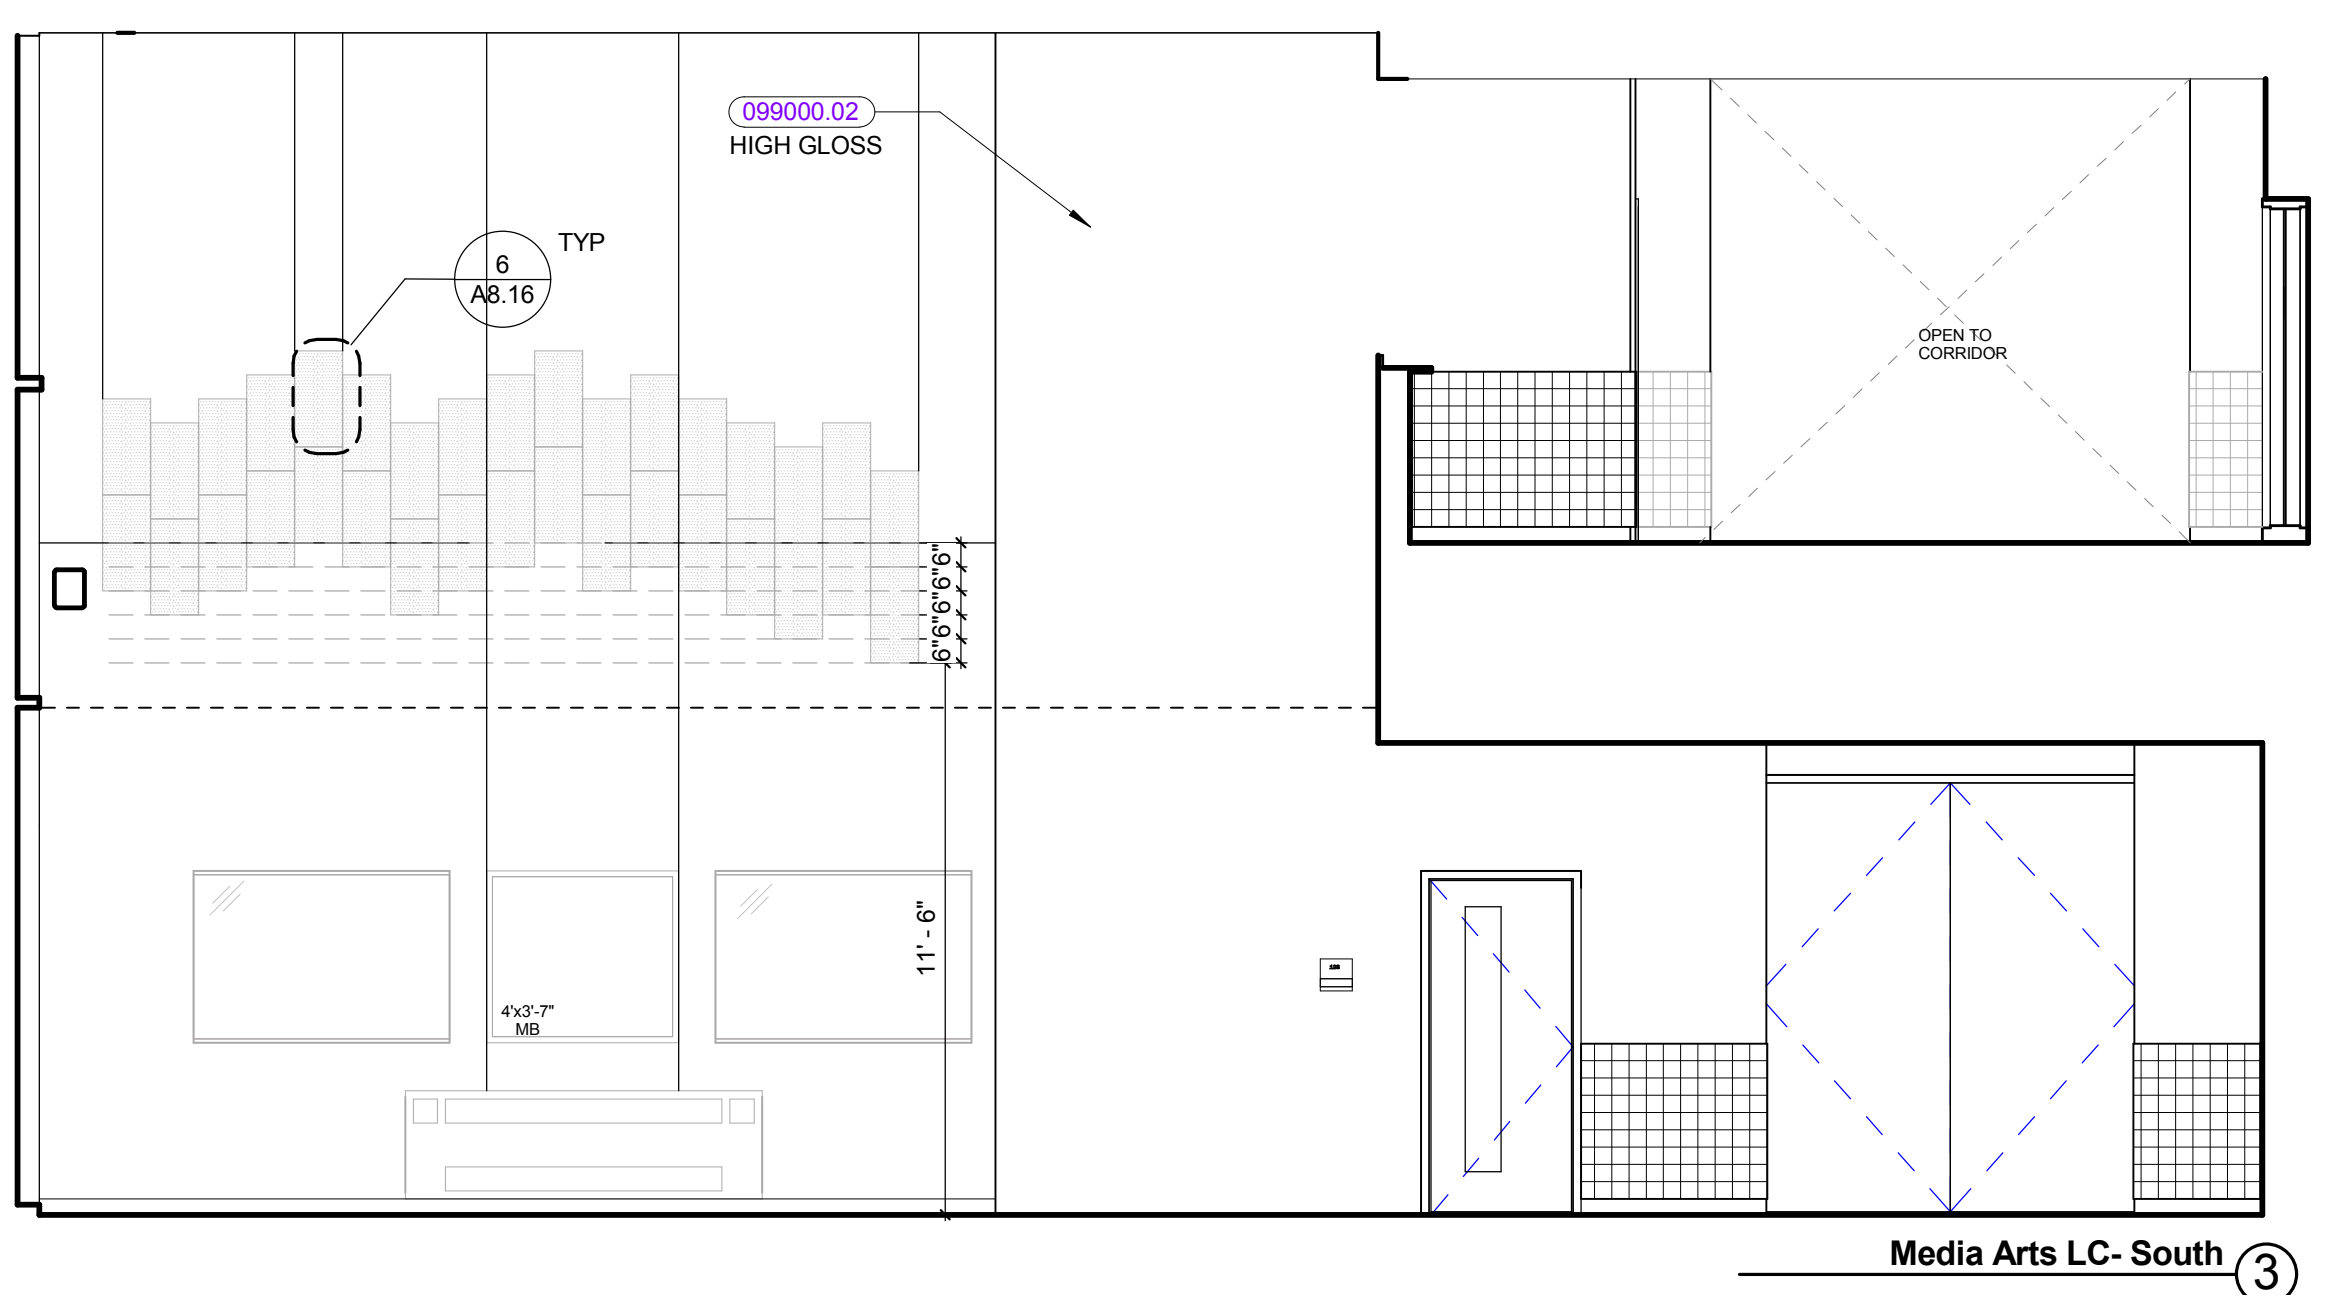 099000.02
HIGH GLOSS
TYP
6
A8.16
OPEN TO
CORRIDOR
6"
6"
6"
6"
6"
11' - 6"
4'x3'-7"
MB
Media Arts LC- South
3